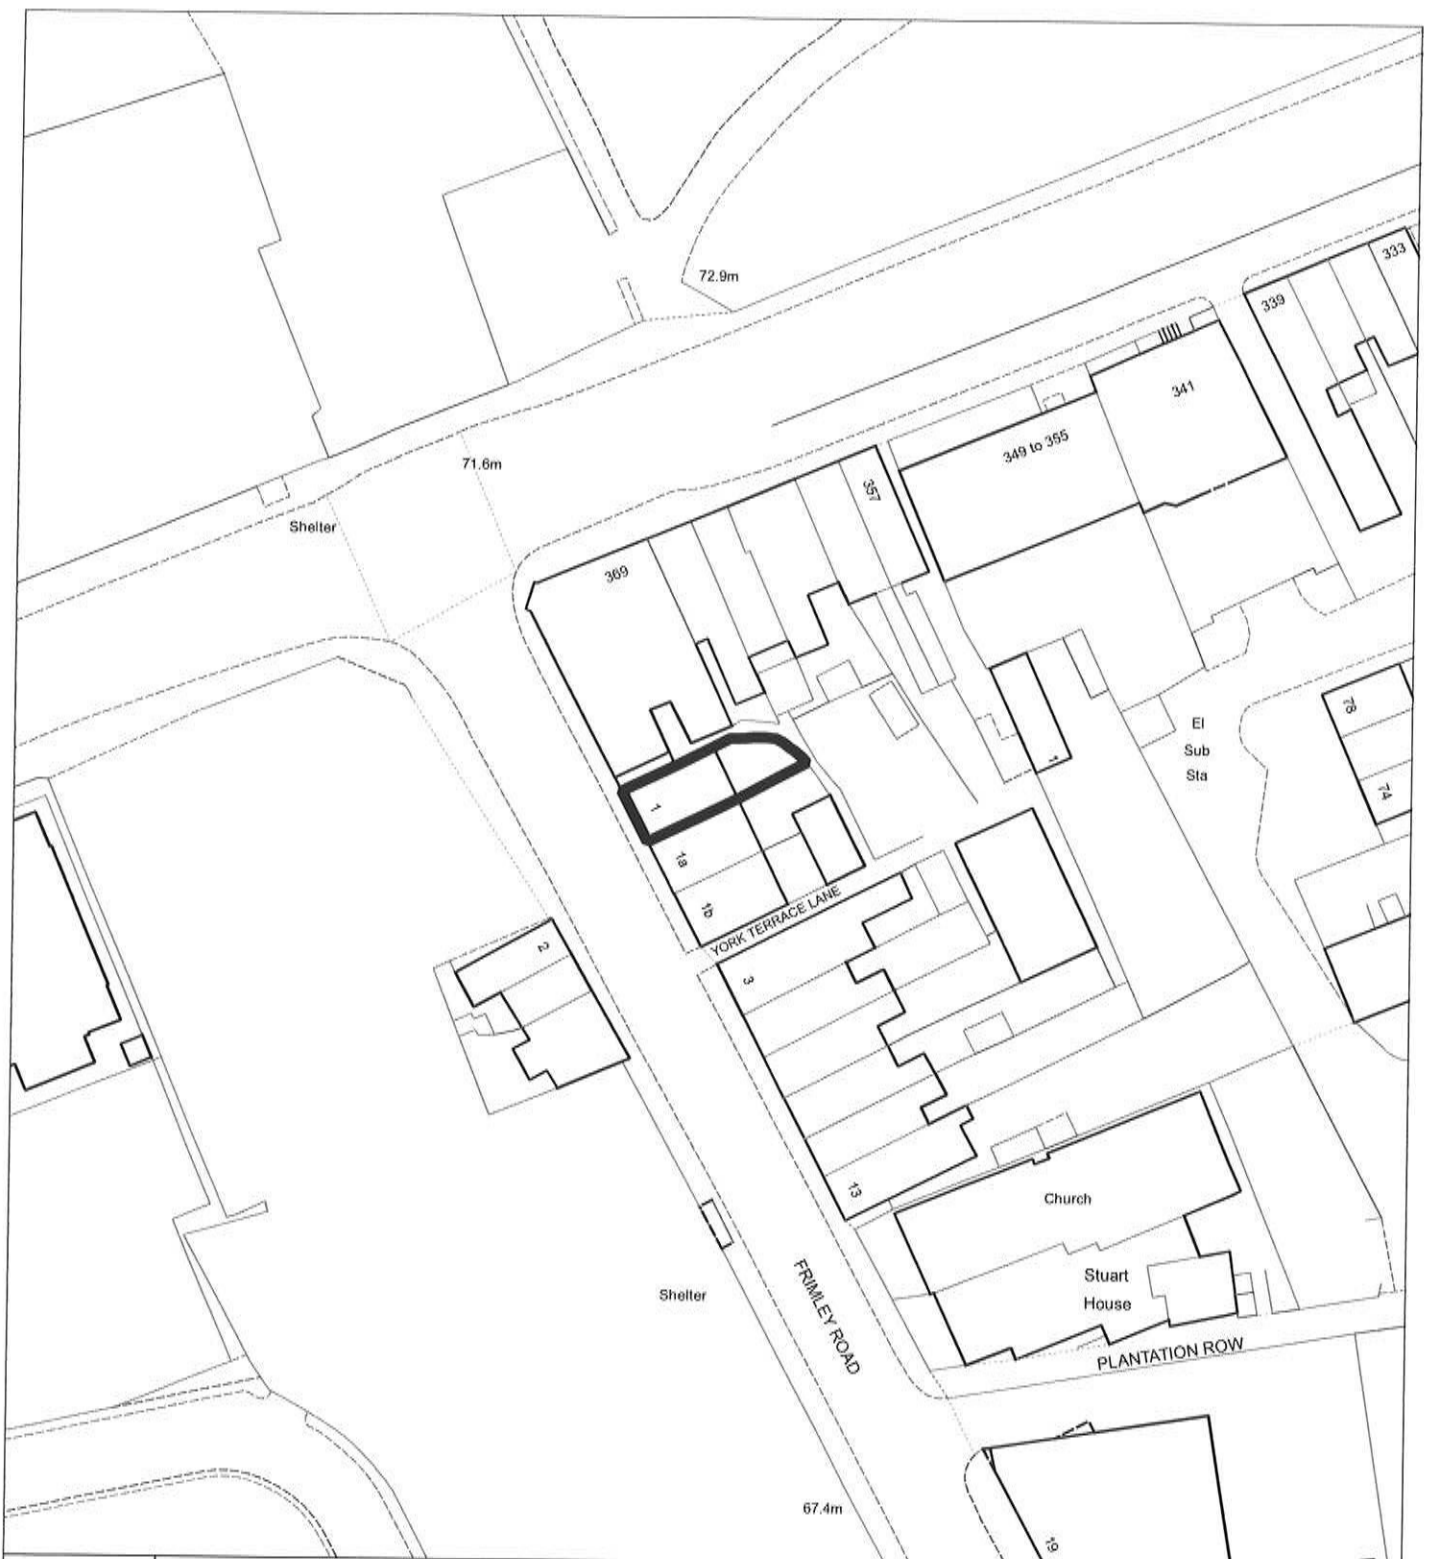 333
72.9m
339
341
349 to 355
71.6m
357
Shelter
369
78
El
Sub
Sta
1
74
1
1a
1b
YORK TERRACE LANE
2
3
13
Church
Stuart
House
Shelter
FRIMLEY ROAD
PLANTATION ROW
67.4m
19